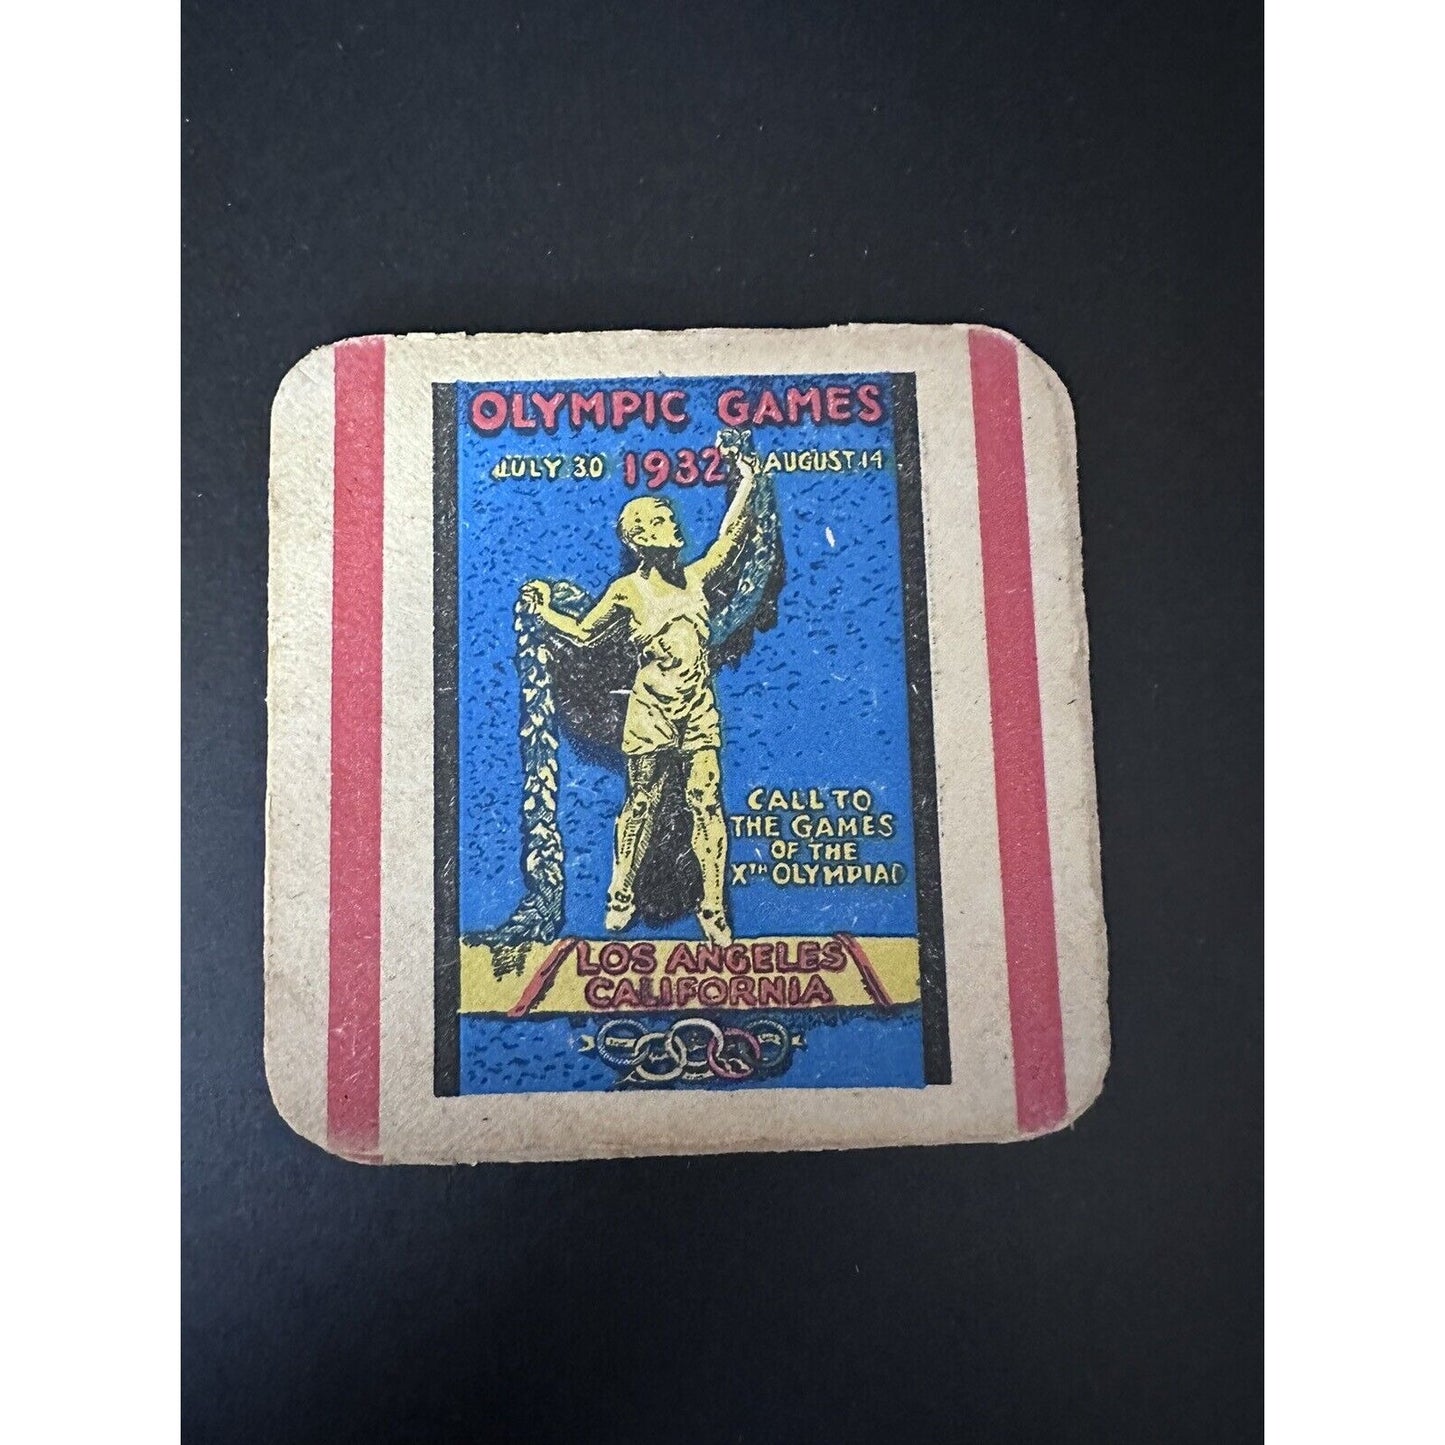 OLYMPIC GAMES
JULY 30 1932 AUGUST 14
CALL TO
THE GAMES
OF THE
XTH OLYMPIAD
LOS ANGELES
CALIFORNIA